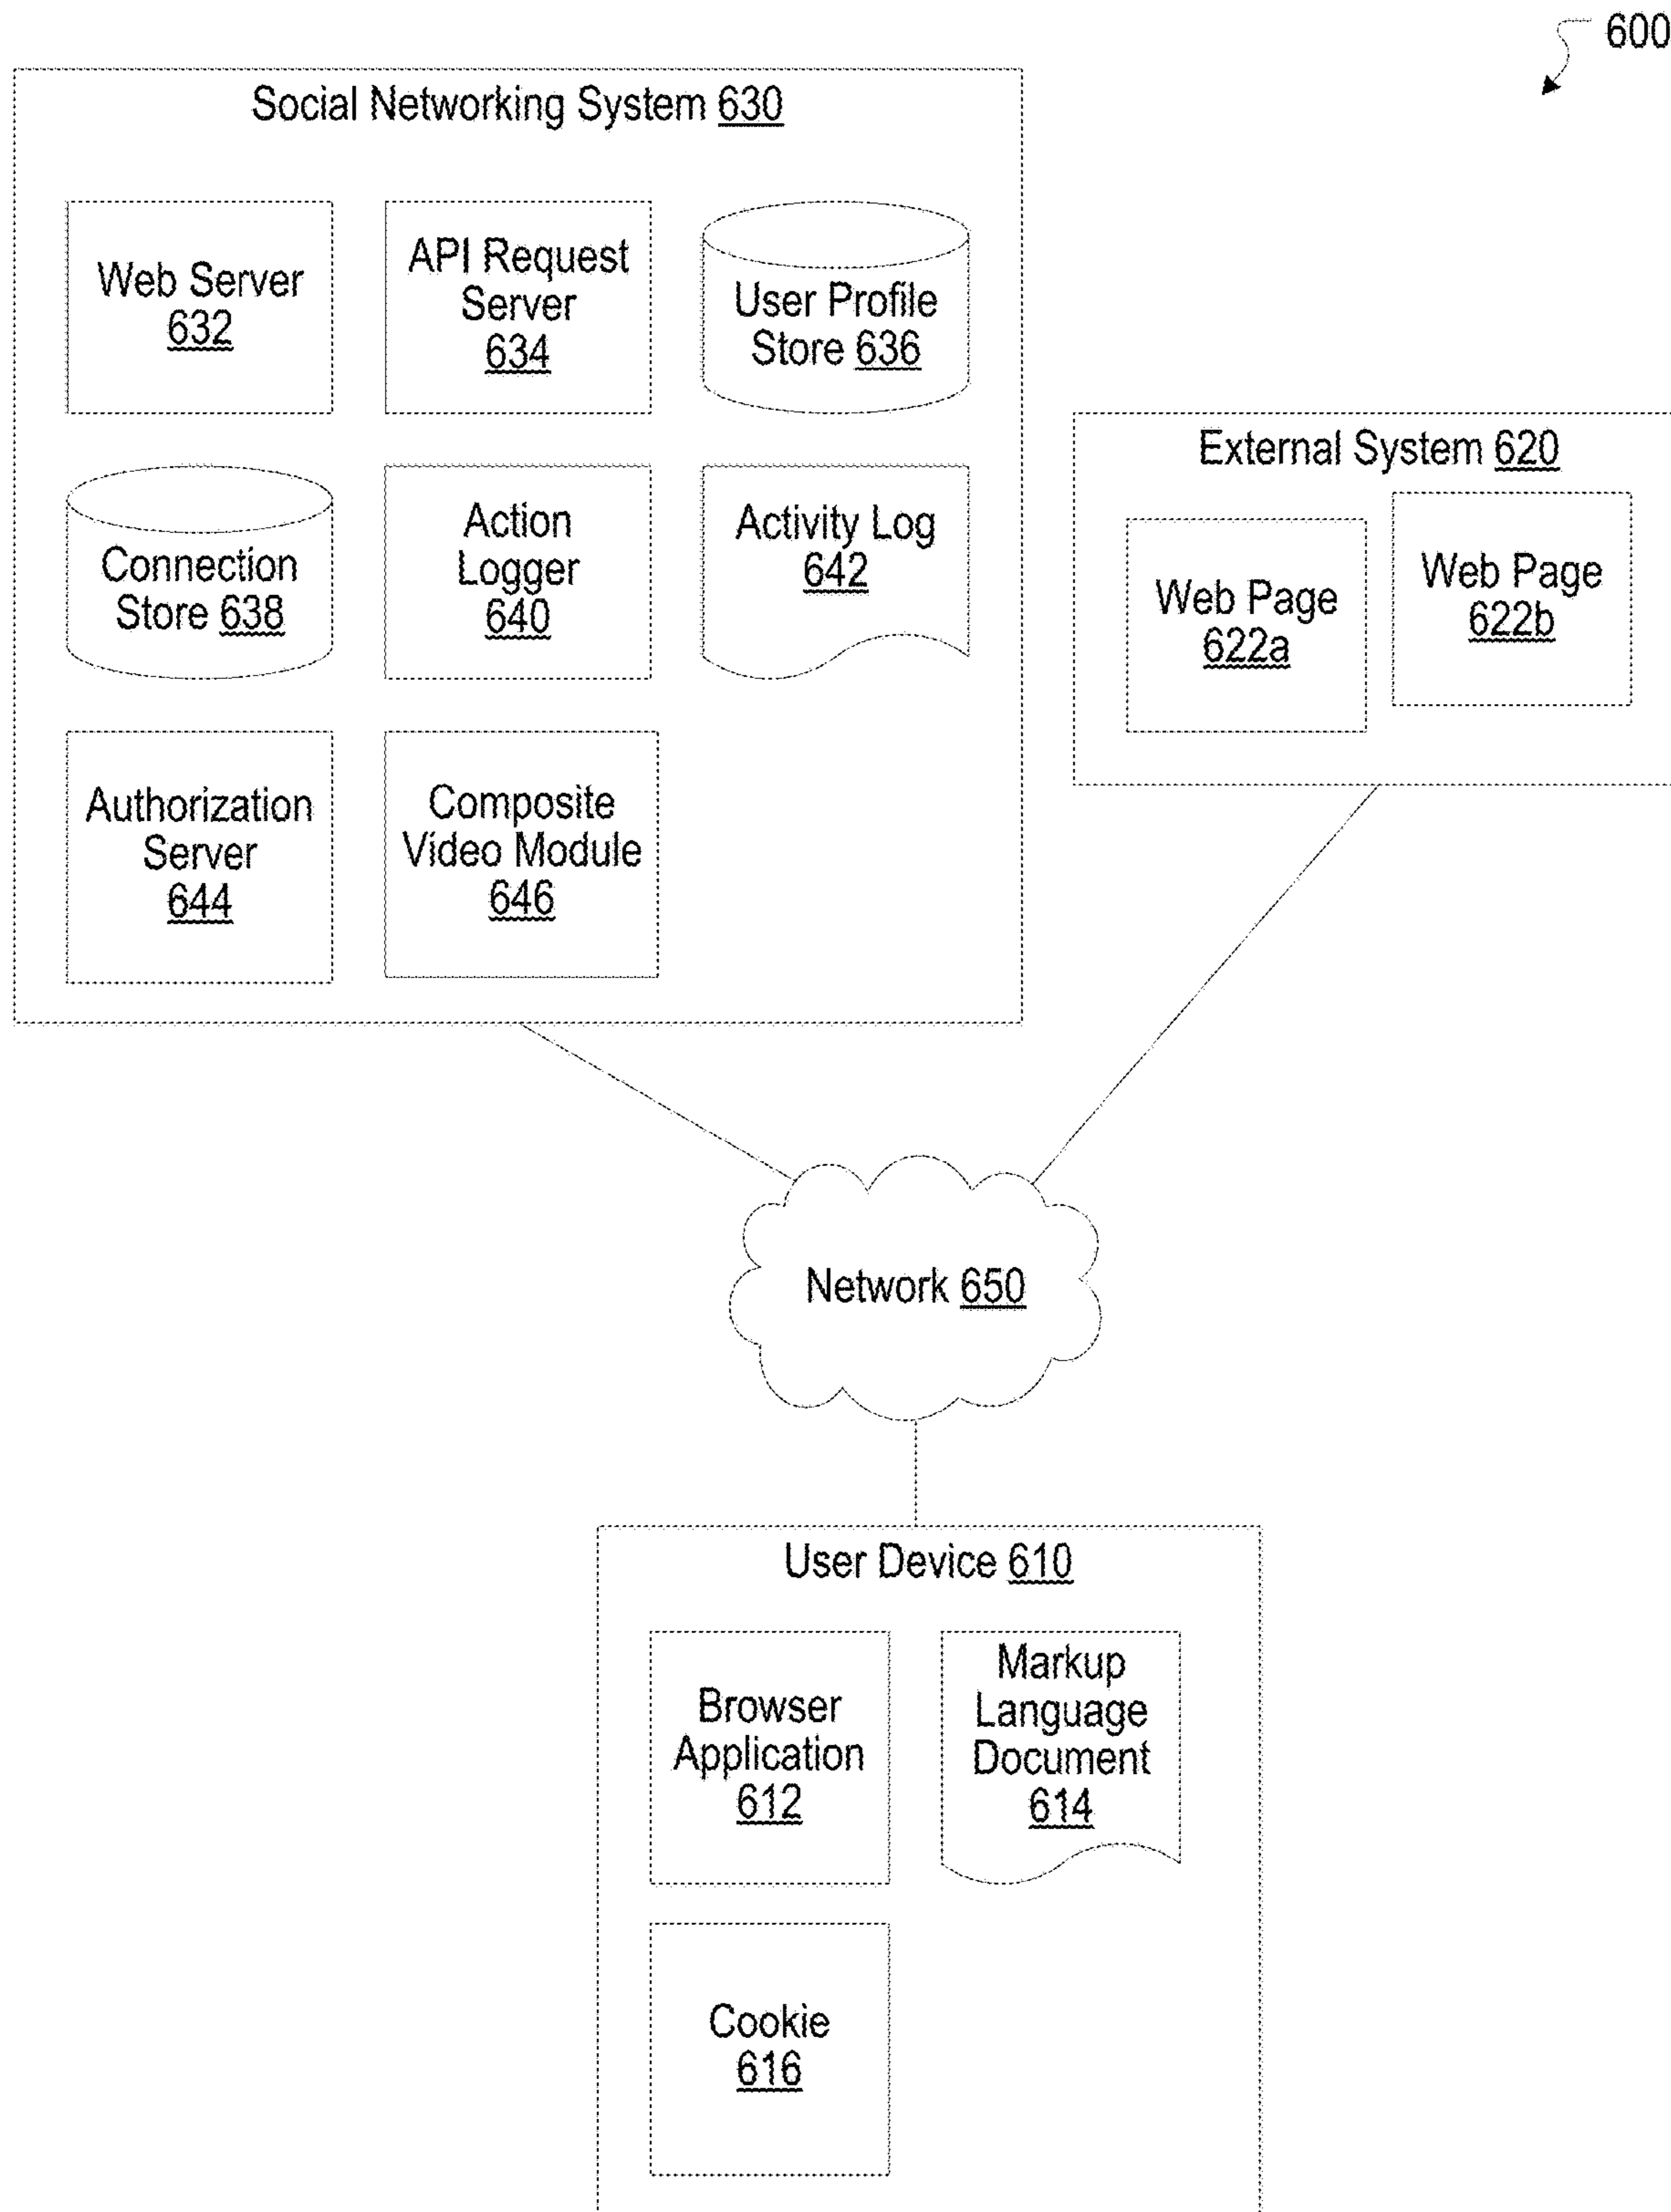 600
Social Networking System 630
Web Server
632
API Request
Server
634
User Profile
Store 636
Connection
Store 638
Action
Logger
640
Activity Log
642
Authorization
Server
644
Composite
Video Module
646
External System 620
Web Page
622a
Web Page
622b
Network 650
User Device 610
Browser
Application
612
Markup
Language
Document
614
Cookie
616